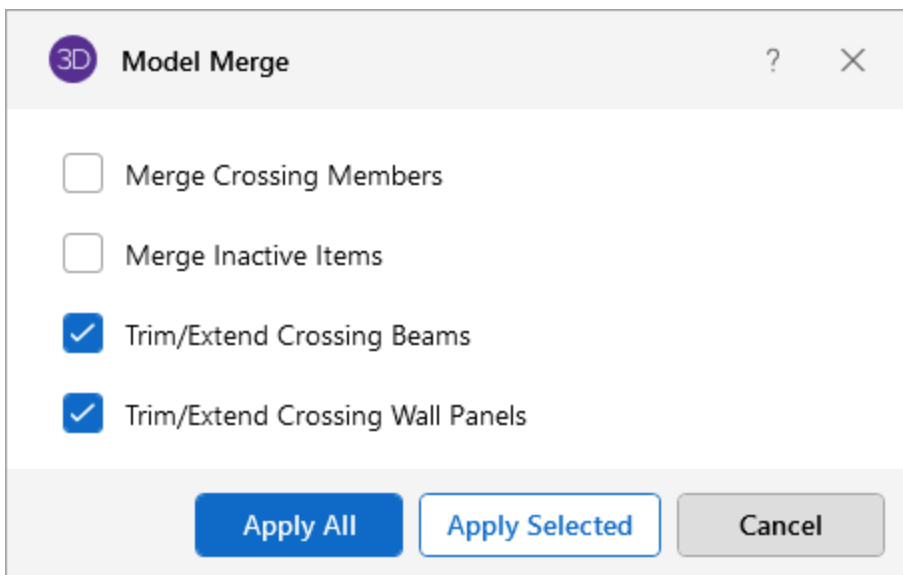 3D Model Merge ?
Merge Crossing Members
Merge Inactive Items
Trim/Extend Crossing Beams
Trim/Extend Crossing Wall Panels
Apply All Apply Selected Cancel